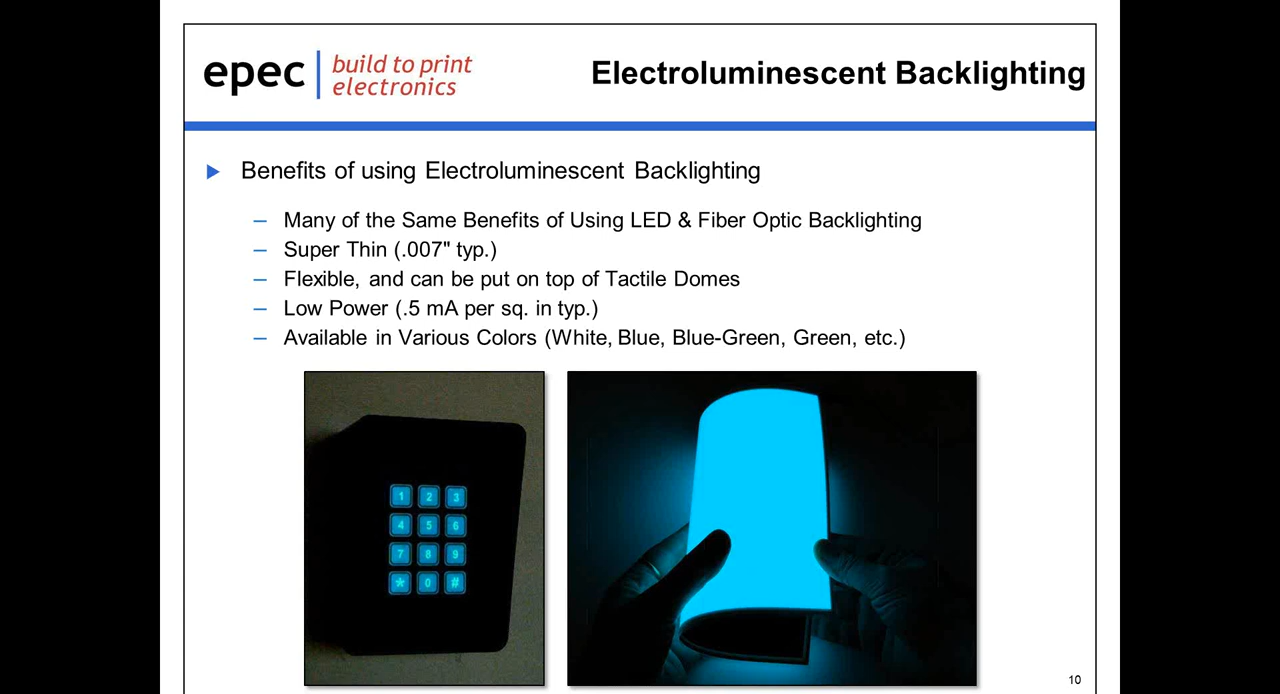 epec
build to print
electronics
Electroluminescent Backlighting
Benefits of using Electroluminescent Backlighting
– Many of the Same Benefits of Using LED & Fiber Optic Backlighting
– Super Thin (.007" typ.)
– Flexible, and can be put on top of Tactile Domes
– Low Power (.5 mA per sq. in typ.)
– Available in Various Colors (White, Blue, Blue-Green, Green, etc.)
1 2 3
4 5 6
7 8 9
* 0 #
10